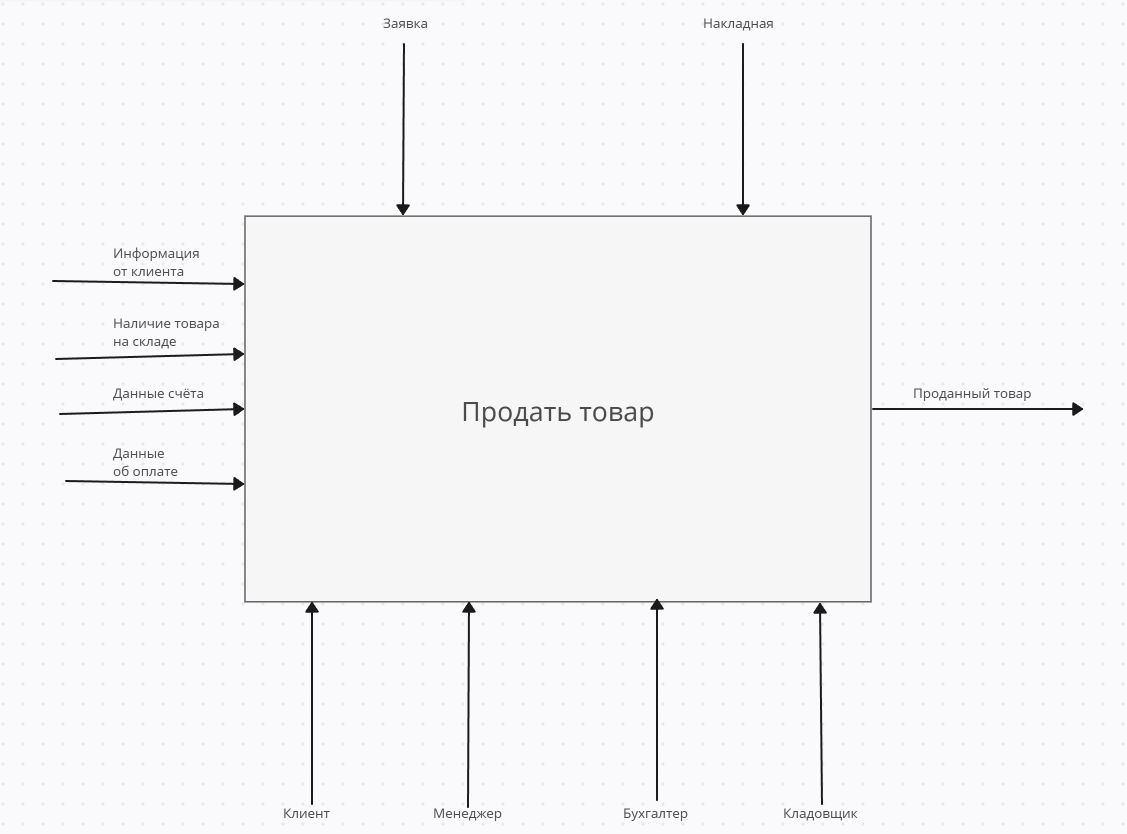 Заявка
Накладная
Информация
от клиента
Наличие товара
на складе
Данные счёта
Данные
об оплате
Продать товар
Проданный товар
Клиент
Менеджер
Бухгалтер
Кладовщик